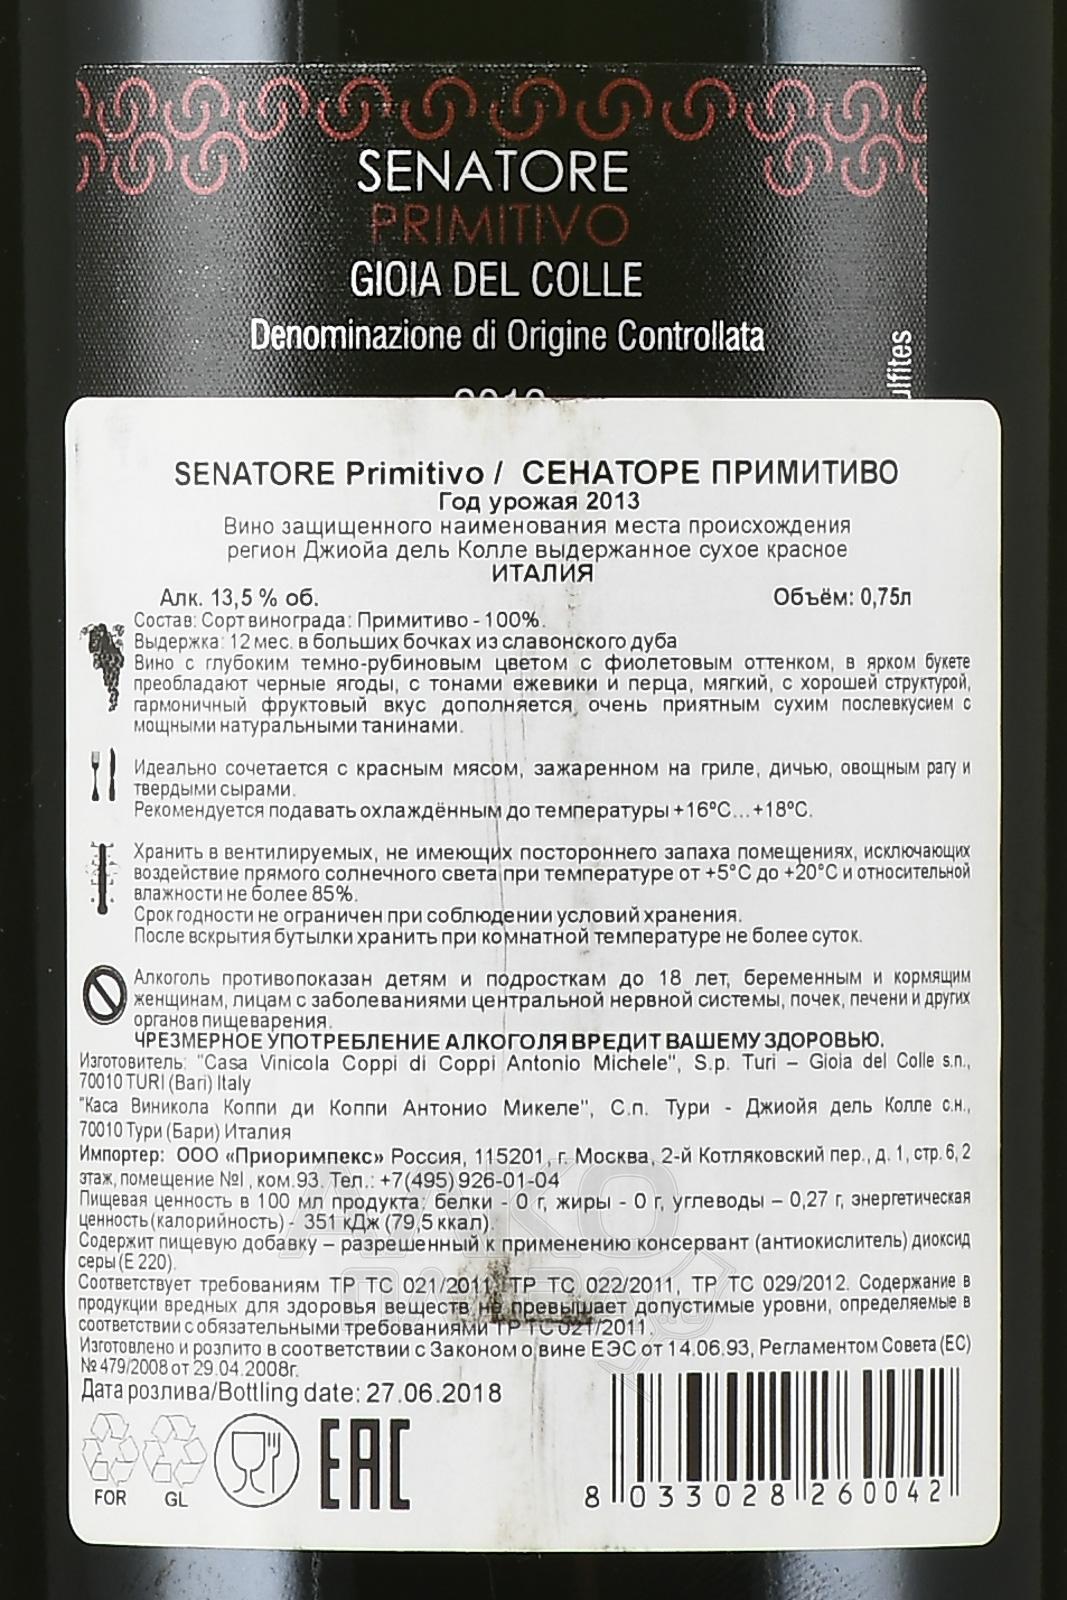 SENATORE
PRIMITIVO
GIOIA DEL COLLE
Denominazione di Origine Controllata
SENATORE Primitivo / СЕНАТОРЕ ПРИМИТИВО
Год урожая 2013
Вино защищенного наименования места происхождения
регион Джиойа дель Колле выдержанное сухое красное
ИТАЛИЯ
Алк. 13,5 % об. Объём: 0,75л
Состав: Сорт винограда: Примитиво - 100%.
Выдержка: 12 мес. в больших бочках из славонского дуба
Вино с глубоким темно-рубиновым цветом с фиолетовым оттенком, в ярком букете
преобладают черные ягоды, с тонами ежевики и перца, мягкий, с хорошей структурой,
гармоничный фруктовый вкус дополняется очень приятным сухим послевкусием с
мощными натуральными танинами.
Идеально сочетается с красным мясом, зажаренном на гриле, дичью, овощным рагу и
твердыми сырами.
Рекомендуется подавать охлаждённым до температуры +16°С...+18°С.
Хранить в вентилируемых, не имеющих постороннего запаха помещениях, исключающих
воздействие прямого солнечного света при температуре от +5°С до +20°С и относительной
влажности не более 85%.
Срок годности не ограничен при соблюдении условий хранения.
После вскрытия бутылки хранить при комнатной температуре не более суток.
Алкоголь противопоказан детям и подросткам до 18 лет, беременным и кормящим
женщинам, лицам с заболеваниями центральной нервной системы, почек, печени и других
органов пищеварения.
ЧРЕЗМЕРНОЕ УПОТРЕБЛЕНИЕ АЛКОГОЛЯ ВРЕДИТ ВАШЕМУ ЗДОРОВЬЮ.
Изготовитель: "Casa Vinicola Coppi di Coppi Antonio Michele", S.p. Turi – Gioia del Colle s.n.,
70010 TURI (Bari) Italy
"Каса Виникола Коппи ди Коппи Антонио Микеле", С.п. Тури - Джиойя дель Колле с.н.,
70010 Тури (Бари) Италия
Импортер: ООО «Приоримпекс» Россия, 115201, г. Москва, 2-й Котляковский пер., д. 1, стр. 6, 2
этаж, помещение №I , ком.93. Тел.: +7(495) 926-01-04
Пищевая ценность в 100 мл продукта: белки - 0 г, жиры - 0 г, углеводы – 0,27 г, энергетическая
ценность (калорийность) - 351 кДж (79,5 ккал).
Содержит пищевую добавку – разрешенный к применению консервант (антиокислитель) диоксид
серы (Е 220).
Соответствует требованиям ТР ТС 021/2011, ТР ТС 022/2011, ТР ТС 029/2012. Содержание в
продукции вредных для здоровья веществ не превышает допустимые уровни, определяемые в
соответствии с обязательными требованиями ТР ТС 021/2011.
Изготовлено и розлито в соответствии с Законом о вине ЕЭС от 14.06.93, Регламентом Совета (ЕС)
№ 479/2008 от 29.04.2008г.
Дата розлива/Bottling date: 27.06.2018
FOR GL
EAC
8 033028 260042